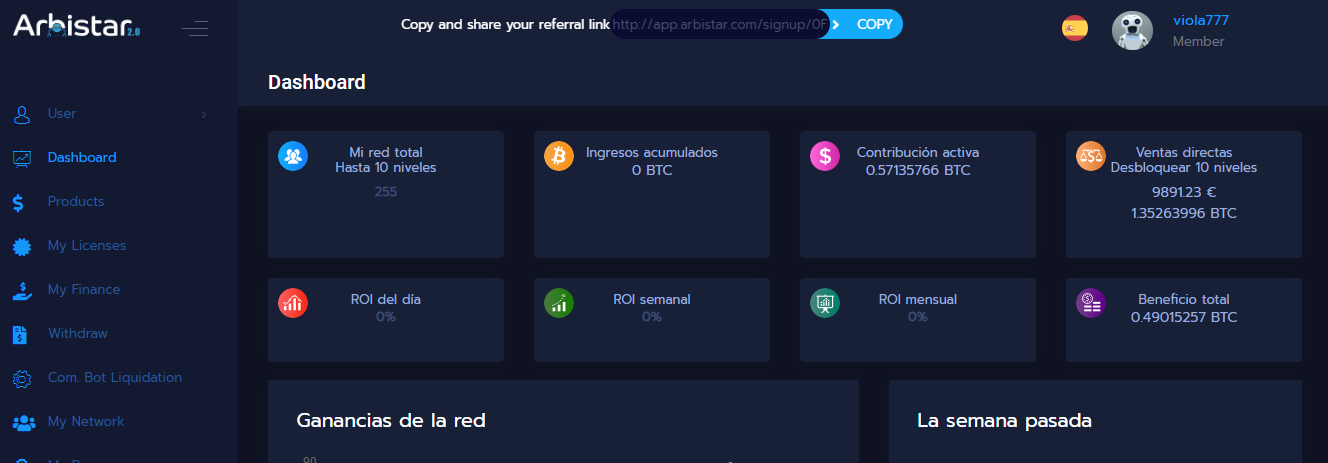 Arbistar 2.0
Copy and share your referral link http://app.arbistar.com/signup/0F COPY
viola777
Member
Dashboard
User
Dashboard
Products
My Licenses
My Finance
Withdraw
Com. Bot Liquidation
My Network
Mi red total
Hasta 10 niveles
255
Ingresos acumulados
0 BTC
Contribución activa
0.57135766 BTC
Ventas directas
Desbloquear 10 niveles
9891.23 €
1.35263996 BTC
ROI del día
0%
ROI semanal
0%
ROI mensual
0%
Beneficio total
0.49015257 BTC
Ganancias de la red
90
La semana pasada